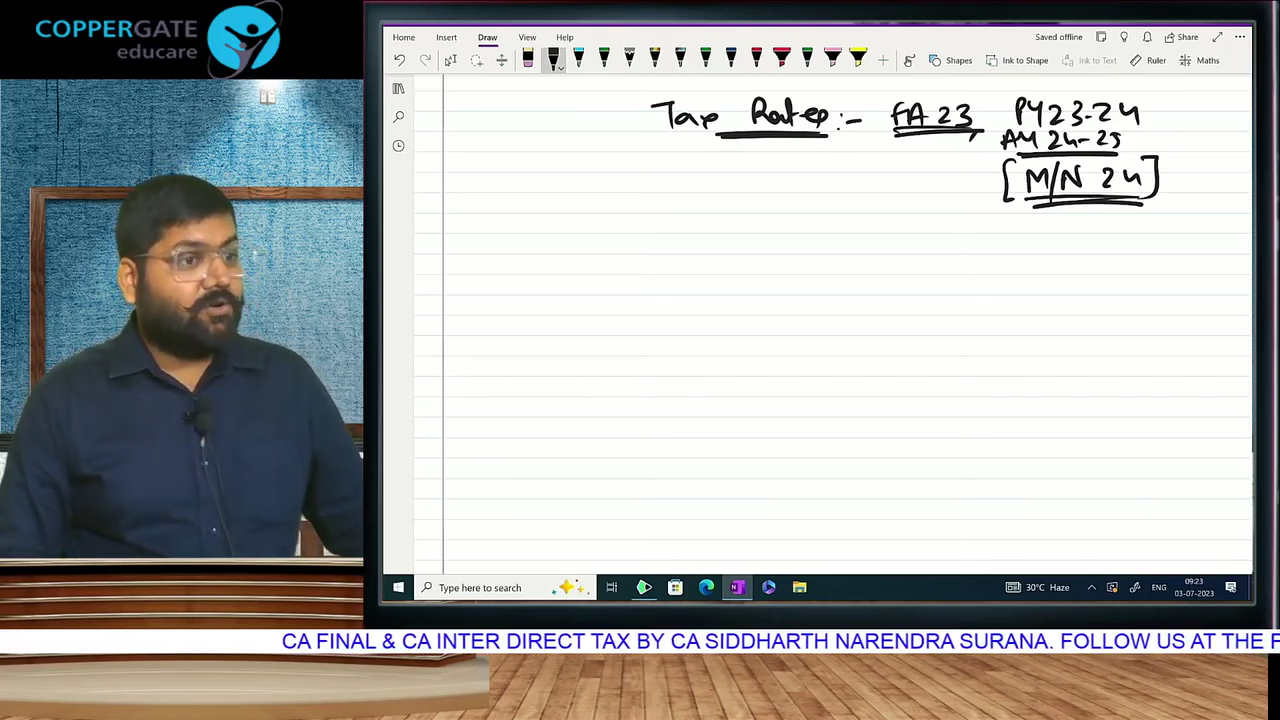 COPPERGATE
educare
Home Insert Draw View Help
Saved offline
Share
Shapes
Ink to Shape
Ink to Text
Ruler
Maths
Tax Rates :- FA 23 PY 23-24
AY 24-25
[M/N 24]
Type here to search
30°C Haze
ENG
09:23
03-07-2023
CA FINAL & CA INTER DIRECT TAX BY CA SIDDHARTH NARENDRA SURANA. FOLLOW US AT THE F